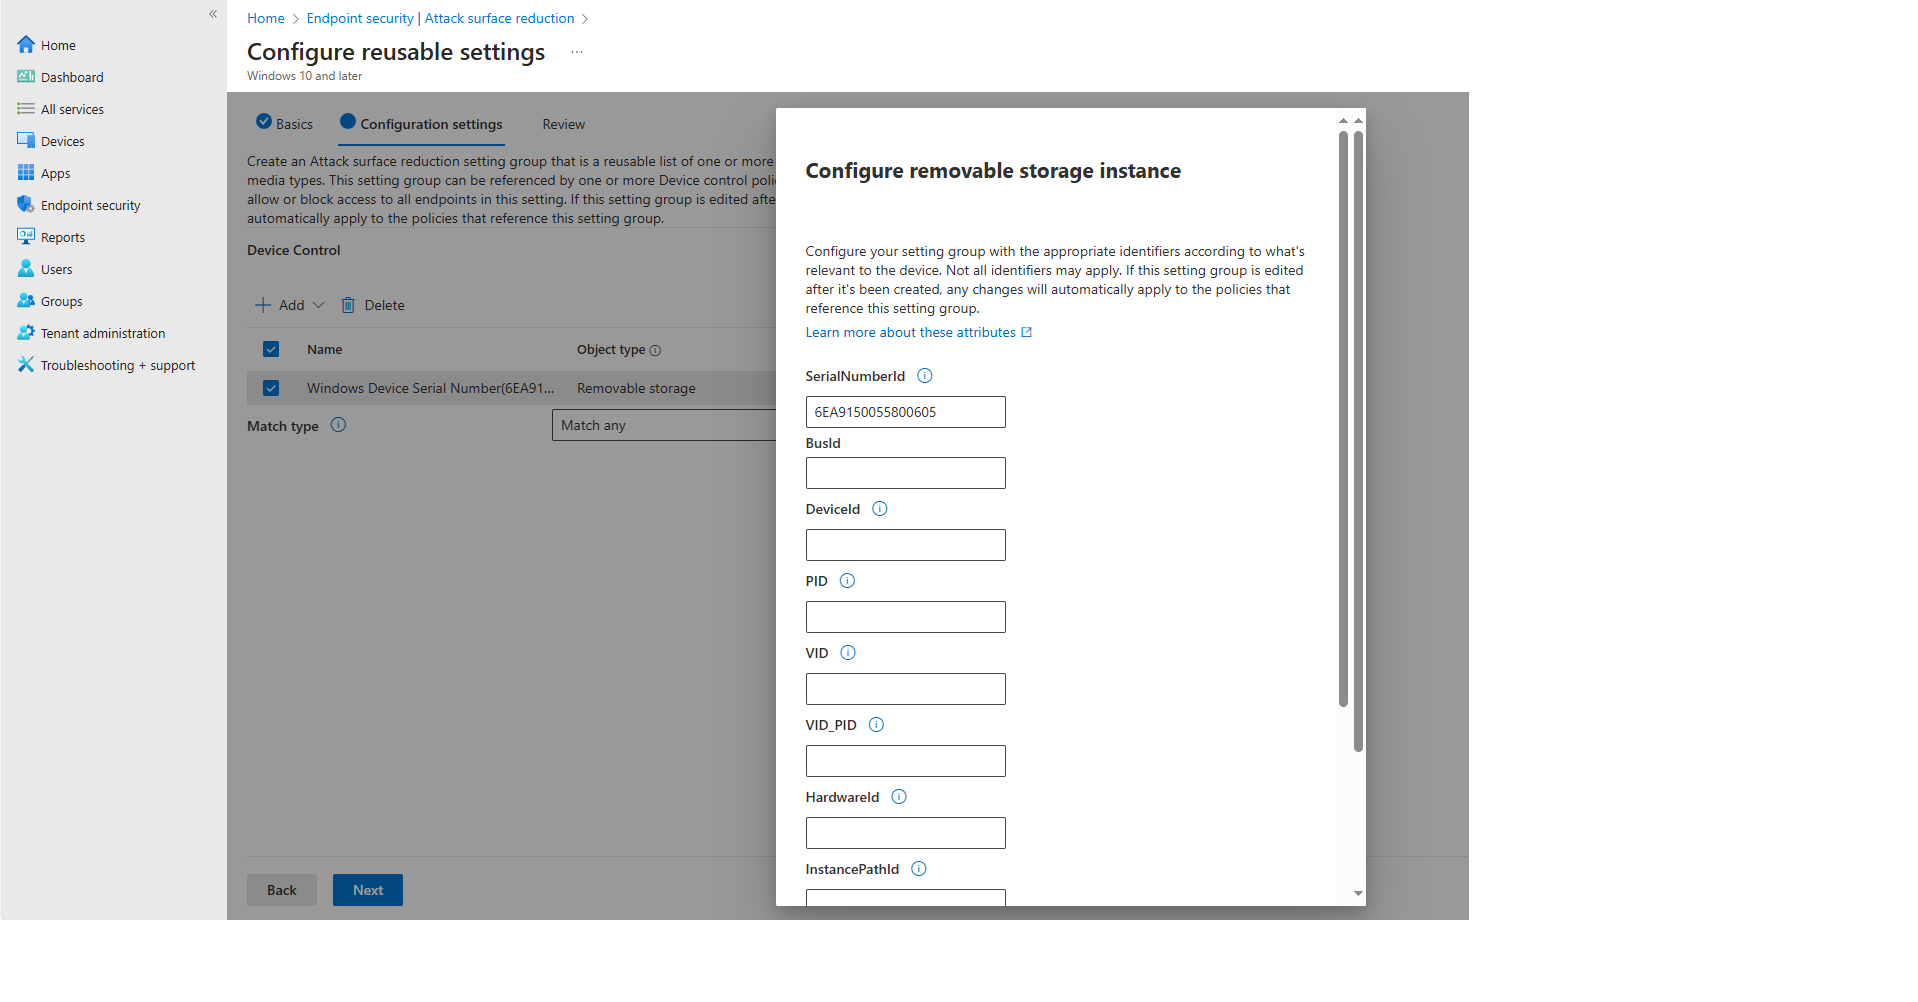 Home
Dashboard
All services
Devices
Apps
Endpoint security
Reports
Users
Groups
Tenant administration
Troubleshooting + support
Home > Endpoint security | Attack surface reduction >
Configure reusable settings ...
Windows 10 and later
Basics
Configuration settings
Review
Create an Attack surface reduction setting group that is a reusable list of one or more
media types. This setting group can be referenced by one or more Device control
allow or block access to all endpoints in this setting. If this setting group is edited
automatically apply to the policies that reference this setting group.
Device Control
Add
Delete
Name Object type
Windows Device Serial Number(6EA91... Removable storage
Match type Match any
Back
Next
Configure removable storage instance
Configure your setting group with the appropriate identifiers according to what's
relevant to the device. Not all identifiers may apply. If this setting group is edited
after it's been created, any changes will automatically apply to the policies that
reference this setting group.
Learn more about these attributes
SerialNumberId
6EA9150055800605
BusId
DeviceId
PID
VID
VID_PID
HardwareId
InstancePathId